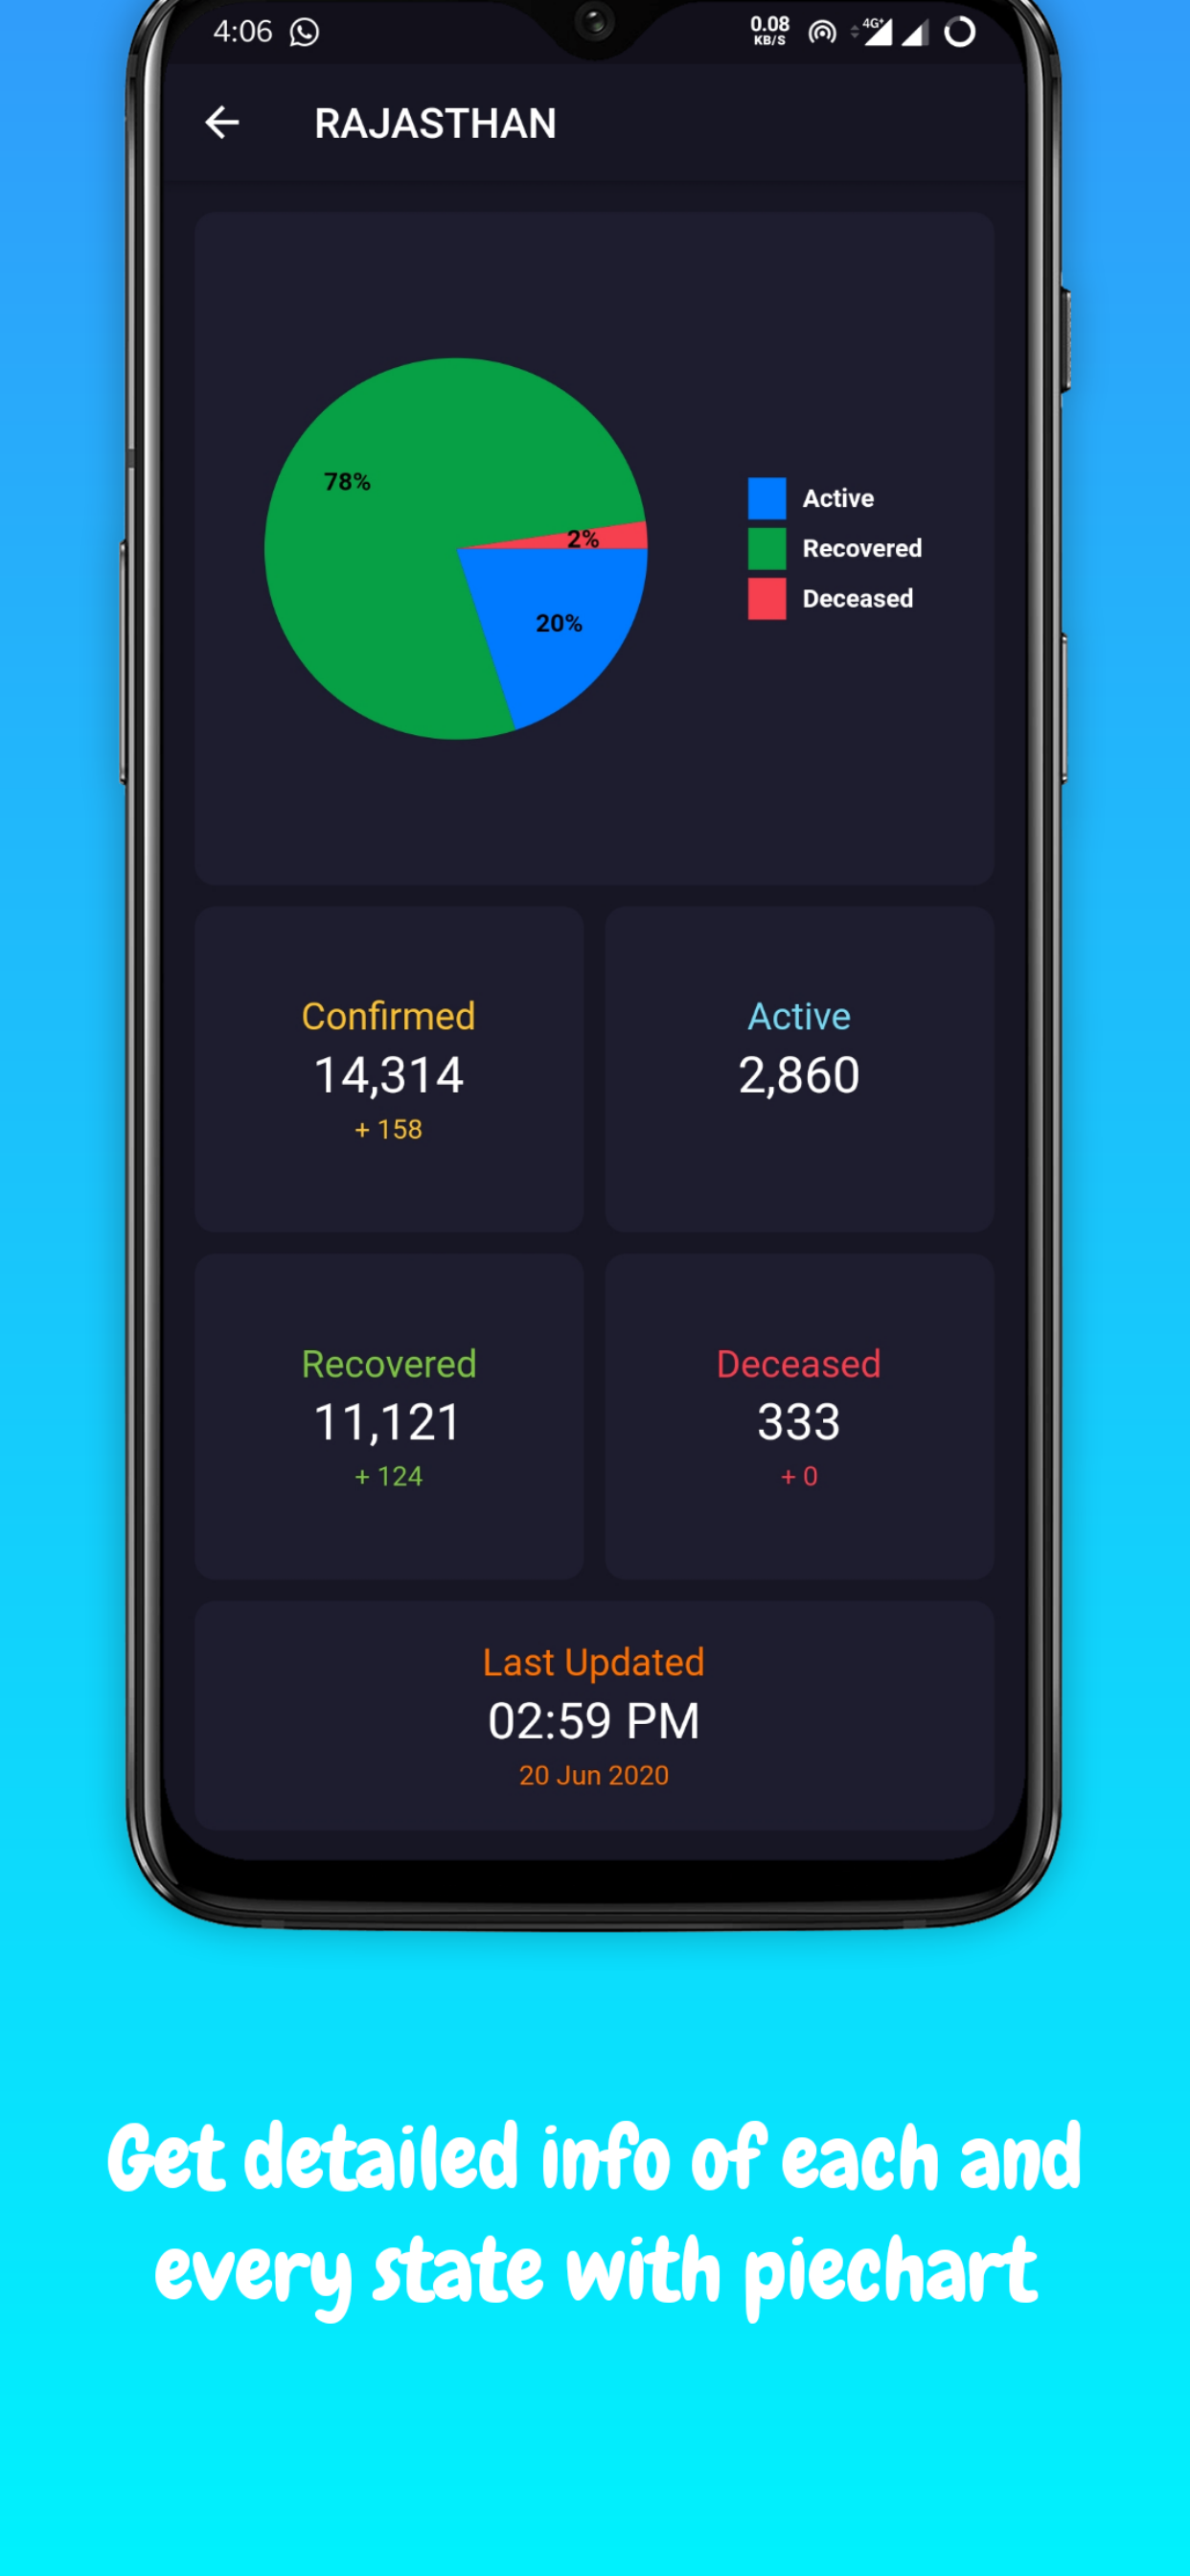 4:06
0.08
KB/S
4G+
RAJASTHAN
78%
2%
20%
Active
Recovered
Deceased
Confirmed
14,314
+ 158
Active
2,860
Recovered
11,121
+ 124
Deceased
333
+ 0
Last Updated
02:59 PM
20 Jun 2020
Get detailed info of each and
every state with piechart